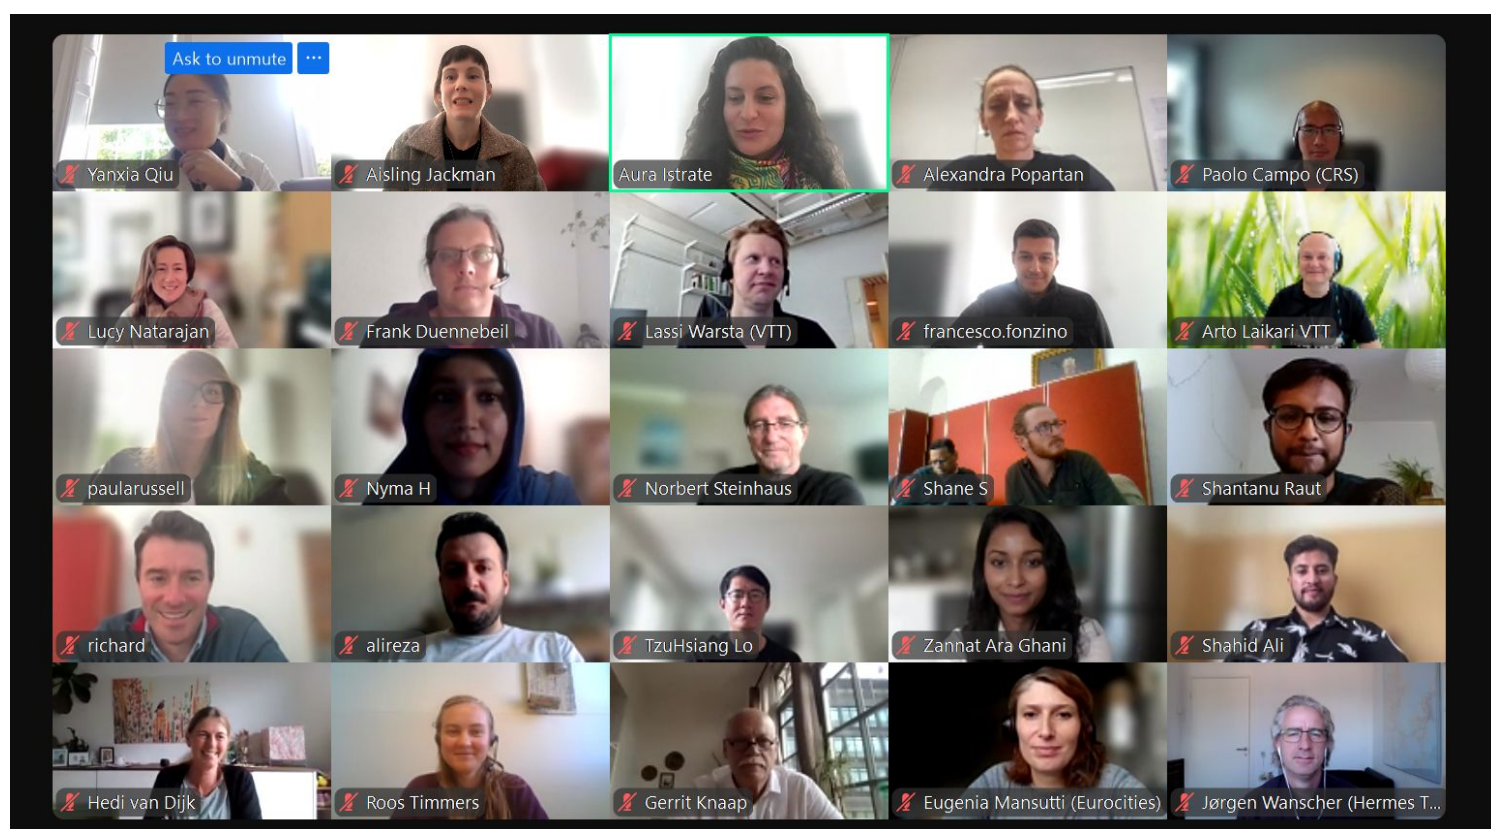 Ask to unmute ...
Yanxia Qiu
Aisling Jackman
Aura Istrate
Alexandra Popartan
Paolo Campo (CRS)
Lucy Natarajan
Frank Duennebeil
Lassi Warsta (VTT)
francesco.fonzino
Arto Laikari VTT
paularussell
Nyma H
Norbert Steinhaus
Shane S
Shantanu Raut
richard
alireza
TzuHsiang Lo
Zannat Ara Ghani
Shahid Ali
Hedi van Dijk
Roos Timmers
Gerrit Knaap
Eugenia Mansutti (Eurocities)
Jørgen Wanscher (Hermes T...